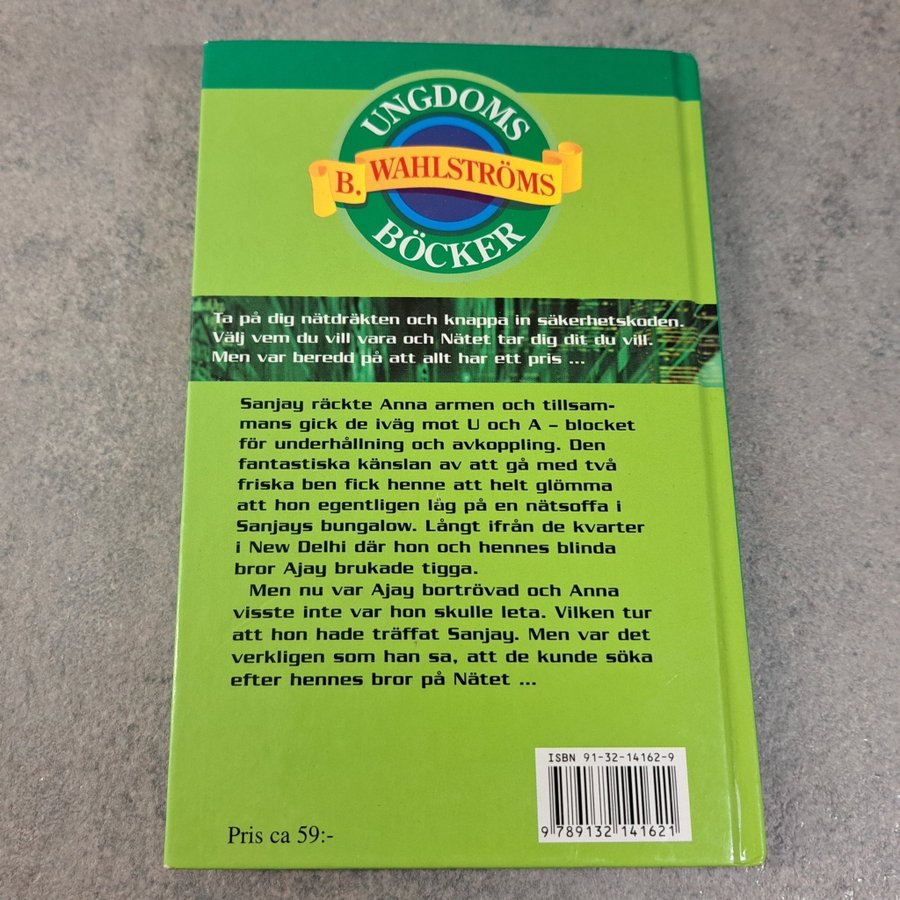 UNGDOMS
B. WAHLSTRÖMS
BÖCKER
Ta på dig nätdräkten och knappa in säkerhetskoden.
Välj vem du vill vara och Nätet tar dig dit du vill.
Men var beredd på att allt har ett pris ...
Sanjay räckte Anna armen och tillsam-
mans gick de iväg mot U och A – blocket
för underhållning och avkoppling. Den
fantastiska känslan av att gå med två
friska ben fick henne att helt glömma
att hon egentligen låg på en nätsoffa i
Sanjays bungalow. Långt ifrån de kvarter
i New Delhi där hon och hennes blinda
bror Ajay brukade tigga.
Men nu var Ajay bortrövad och Anna
visste inte var hon skulle leta. Vilken tur
att hon hade träffat Sanjay. Men var det
verkligen som han sa, att de kunde söka
efter hennes bror på Nätet ...
ISBN 91-32-14162-9
9 789132 141621
Pris ca 59:-